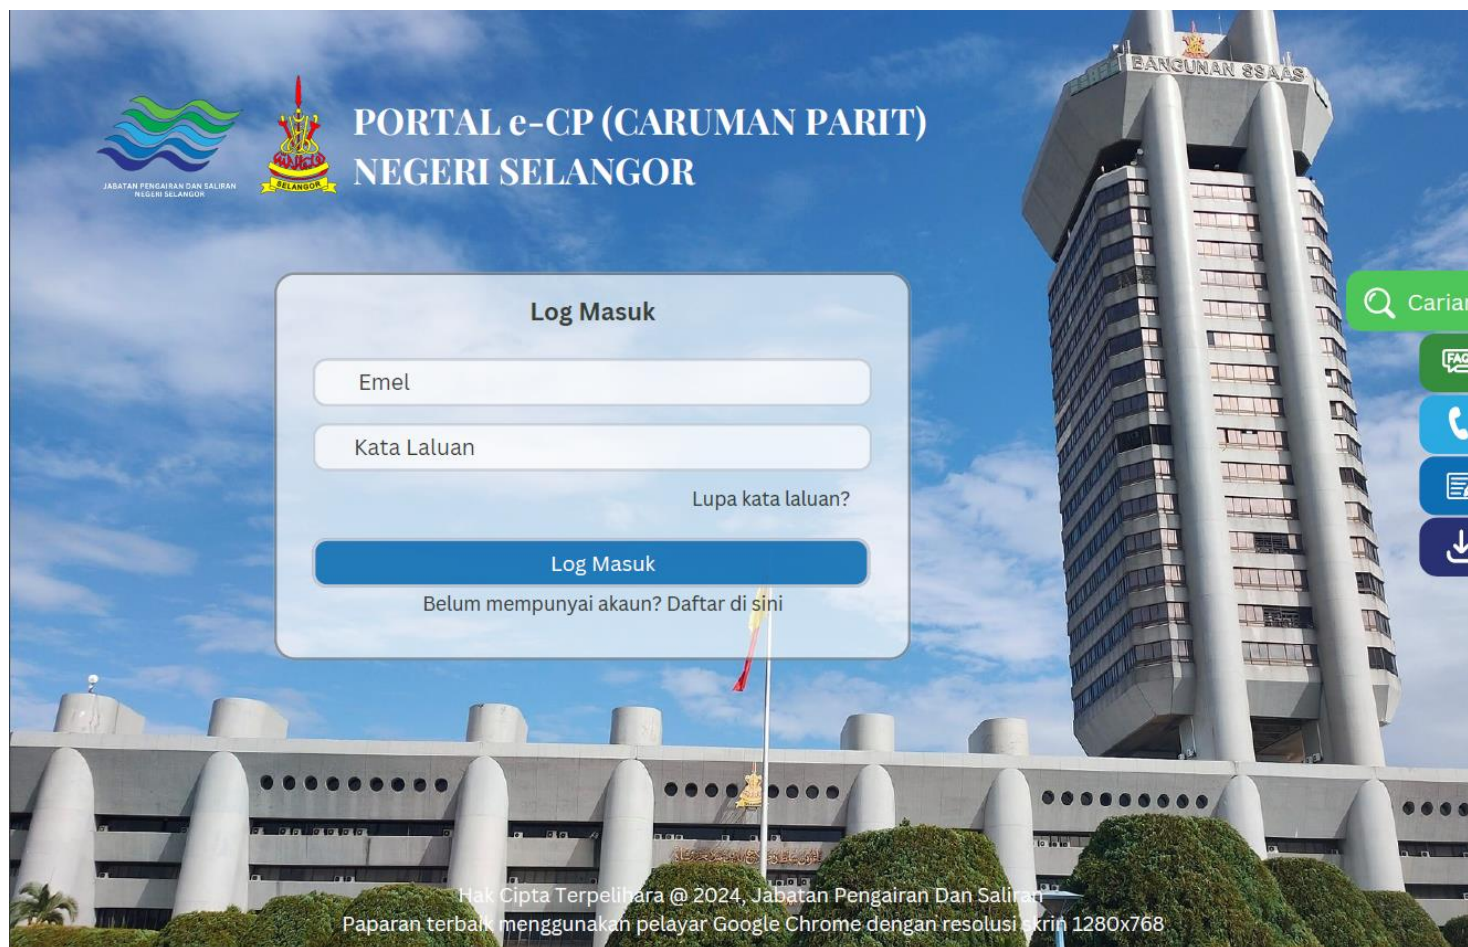 BANGUNAN SSAAS
PORTAL e-CP (CARUMAN PARIT)
NEGERI SELANGOR
JABATAN PENGAIRAN DAN SALIRAN
NEGERI SELANGOR
SELANGOR
Log Masuk
Carian
Emel
FAQ
Kata Laluan
Lupa kata laluan?
Log Masuk
Belum mempunyai akaun? Daftar di sini
Hak Cipta Terpelihara @ 2024, Jabatan Pengairan Dan Saliran
Paparan terbaik menggunakan pelayar Google Chrome dengan resolusi skrin 1280x768